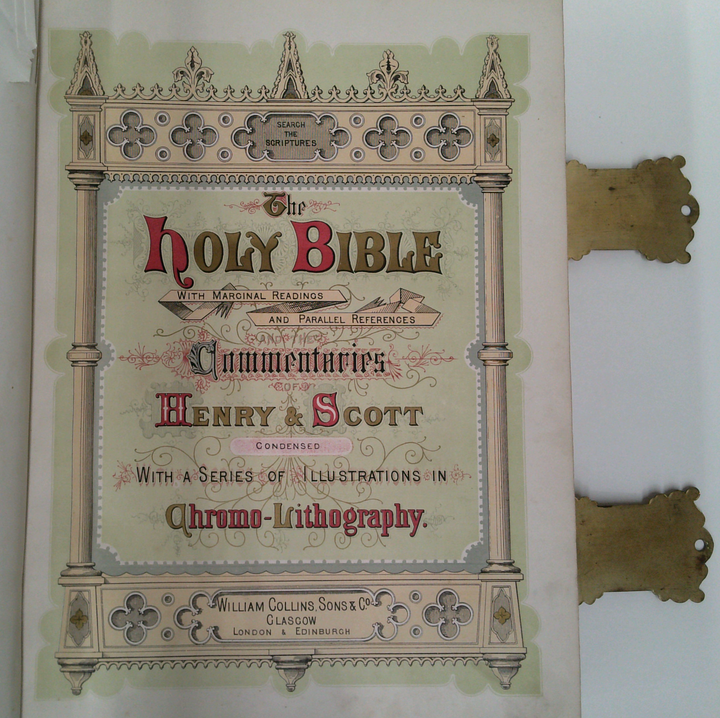 SEARCH
THE
SCRIPTURES
The
HOLY BIBLE
WITH MARGINAL READINGS
AND PARALLEL REFERENCES
AND THE
Commentaries
OF
HENRY & SCOTT
CONDENSED
WITH A SERIES OF ILLUSTRATIONS IN
Chromo-Lithography.
WILLIAM COLLINS, SONS & Co.
GLASGOW
LONDON & EDINBURGH